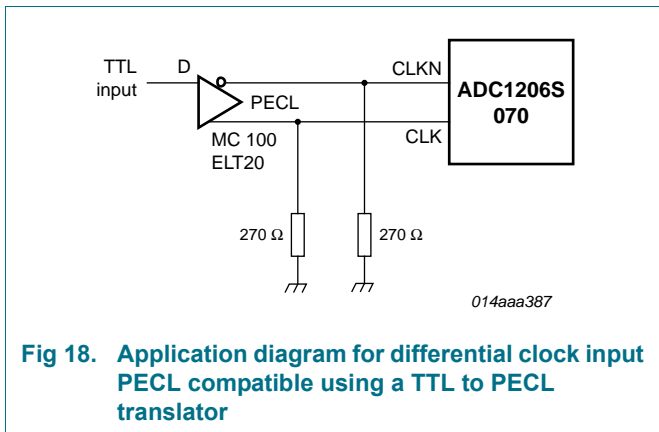 TTL
input
D
PECL
MC 100
ELT20
CLKN
CLK
ADC1206S
070
270 Ω
270 Ω
014aaa387
Fig 18. Application diagram for differential clock input
PECL compatible using a TTL to PECL
translator